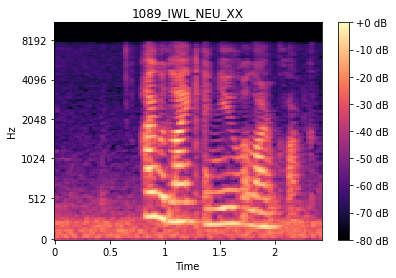 1089_IWL_NEU_XX
8192
4096
2048
1024
512
0
Hz
0
0.5
1
1.5
2
Time
+0 dB
-10 dB
-20 dB
-30 dB
-40 dB
-50 dB
-60 dB
-70 dB
-80 dB